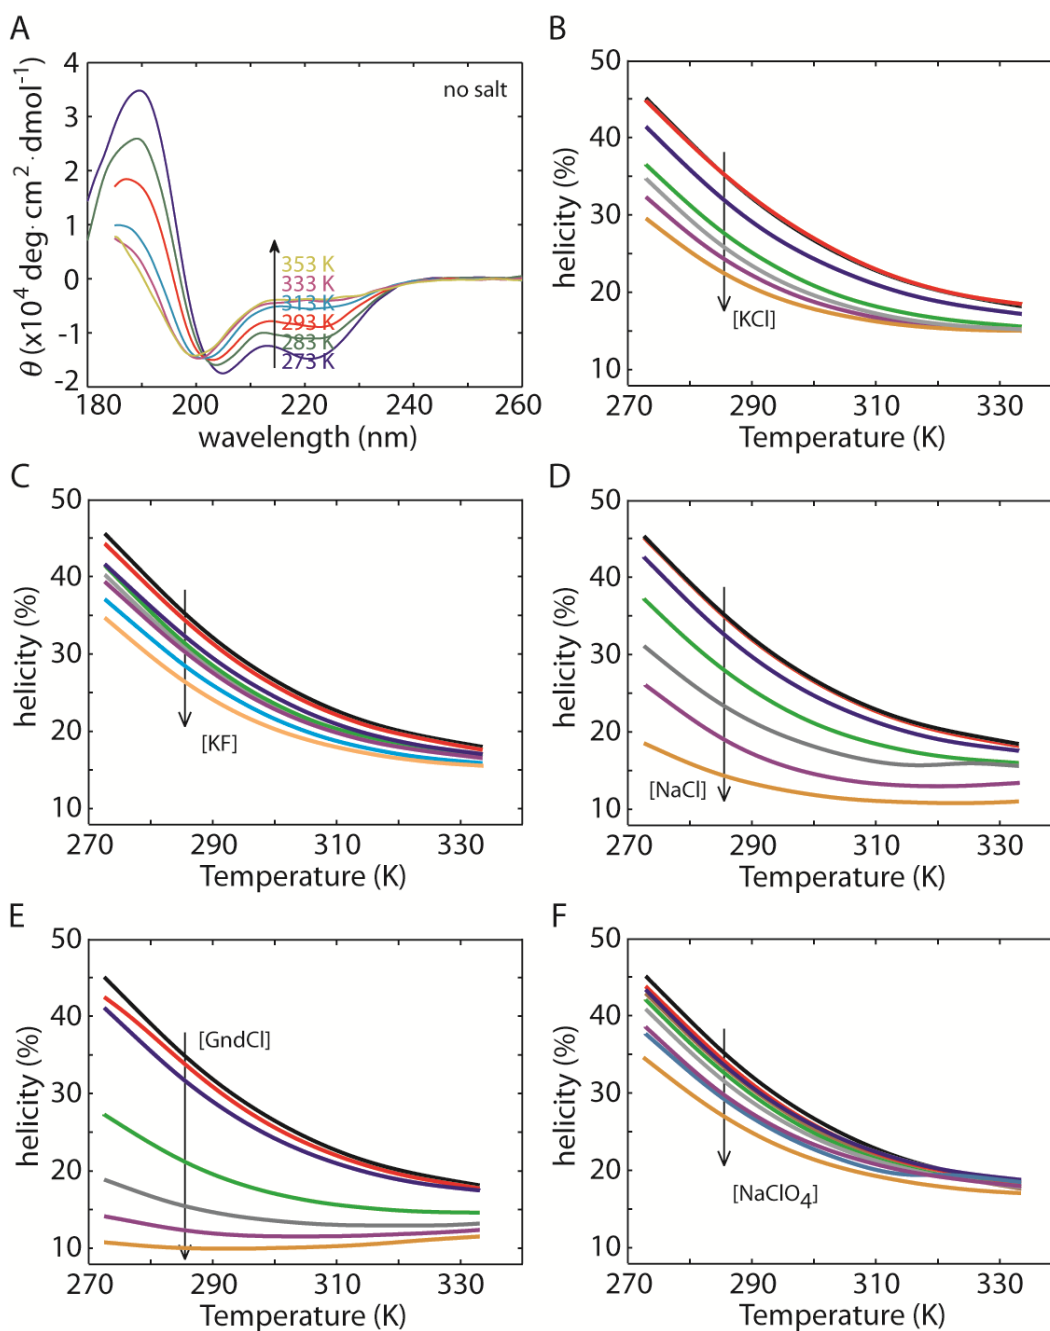 A
θ (x10⁴ deg· cm² ·dmol⁻¹)
4
3
2
1
0
-1
-2
no salt
353 K
333 K
313 K
293 K
283 K
273 K
180 200 220 240 260
wavelength (nm)
B
helicity (%)
50
40
30
20
10
[KCl]
270 290 310 330
Temperature (K)
C
helicity (%)
50
40
30
20
10
[KF]
270 290 310 330
Temperature (K)
D
helicity (%)
50
40
30
20
10
[NaCl]
270 290 310 330
Temperature (K)
E
helicity (%)
50
40
30
20
10
[GndCl]
270 290 310 330
Temperature (K)
F
helicity (%)
50
40
30
20
10
[NaClO₄]
270 290 310 330
Temperature (K)